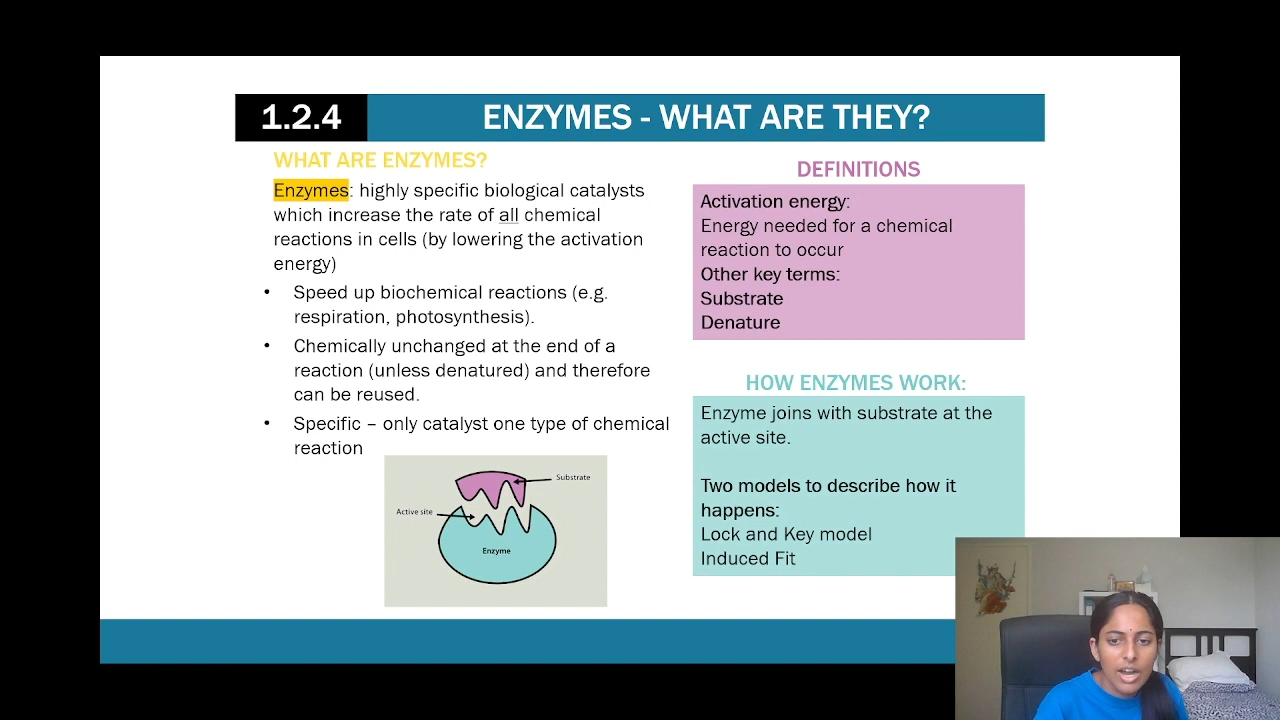 1.2.4
ENZYMES - WHAT ARE THEY?
WHAT ARE ENZYMES?
Enzymes: highly specific biological catalysts
which increase the rate of all chemical
reactions in cells (by lowering the activation
energy)
• Speed up biochemical reactions (e.g.
respiration, photosynthesis).
• Chemically unchanged at the end of a
reaction (unless denatured) and therefore
can be reused.
• Specific – only catalyst one type of chemical
reaction
Substrate
Active site
Enzyme
DEFINITIONS
Activation energy:
Energy needed for a chemical
reaction to occur
Other key terms:
Substrate
Denature
HOW ENZYMES WORK:
Enzyme joins with substrate at the
active site.
Two models to describe how it
happens:
Lock and Key model
Induced Fit